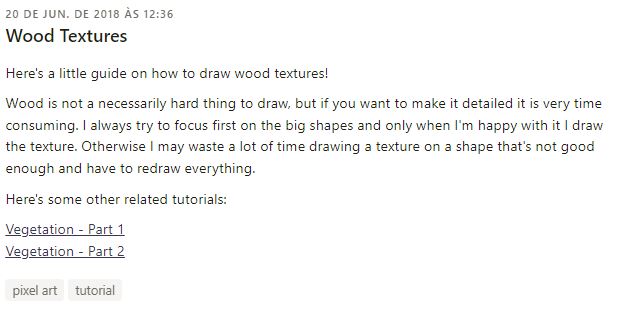 20 DE JUN. DE 2018 ÀS 12:36
Wood Textures
Here's a little guide on how to draw wood textures!
Wood is not a necessarily hard thing to draw, but if you want to make it detailed it is very time
consuming. I always try to focus first on the big shapes and only when I'm happy with it I draw
the texture. Otherwise I may waste a lot of time drawing a texture on a shape that's not good
enough and have to redraw everything.
Here's some other related tutorials:
Vegetation - Part 1
Vegetation - Part 2
pixel art tutorial